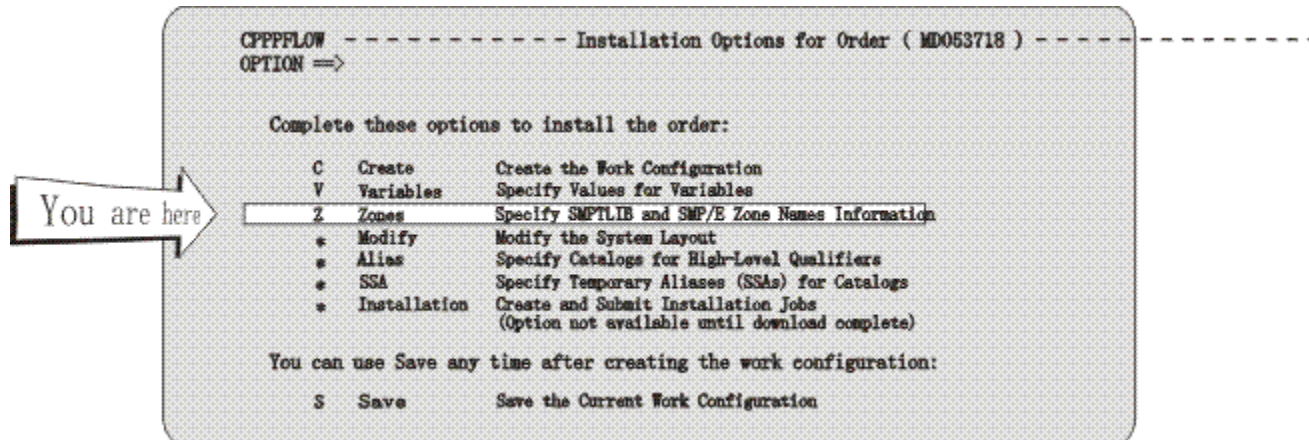 CPPPFLOW - - - - - - - - - - - - Installation Options for Order ( MD053718 ) - - - - - - - - - - - - -
OPTION ==>
Complete these options to install the order:
C Create Create the Work Configuration
V Variables Specify Values for Variables
You are here
Z Zones Specify SMPTLIB and SMP/E Zone Names Information
* Modify Modify the System Layout
* Alias Specify Catalogs for High-Level Qualifiers
* SSA Specify Temporary Aliases (SSAs) for Catalogs
* Installation Create and Submit Installation Jobs
(Option not available until download complete)
You can use Save any time after creating the work configuration:
S Save Save the Current Work Configuration